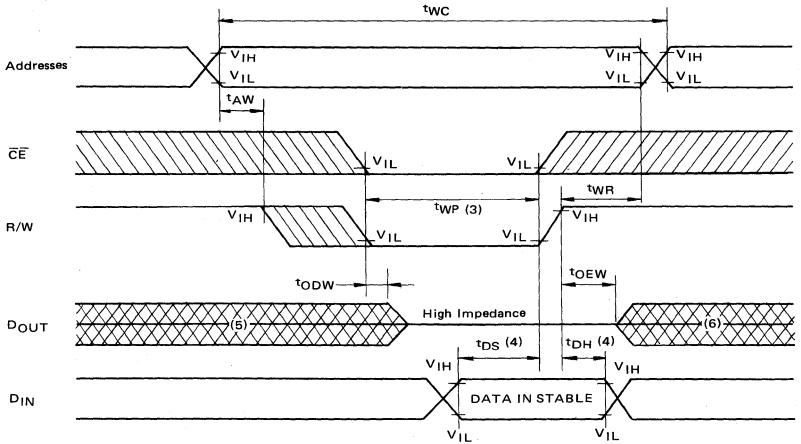 tWC
Addresses
VIH
VIL
VIH
VIL
VIH
VIL
tAW
CE
VIL
VIL
tWR
tWP (3)
R/W
VIH
VIL
VIL
VIH
tODW
tOEW
High Impedance
DOUT
(5)
(6)
tDS (4)
tDH (4)
VIH
VIH
DIN
DATA IN STABLE
VIL
VIL